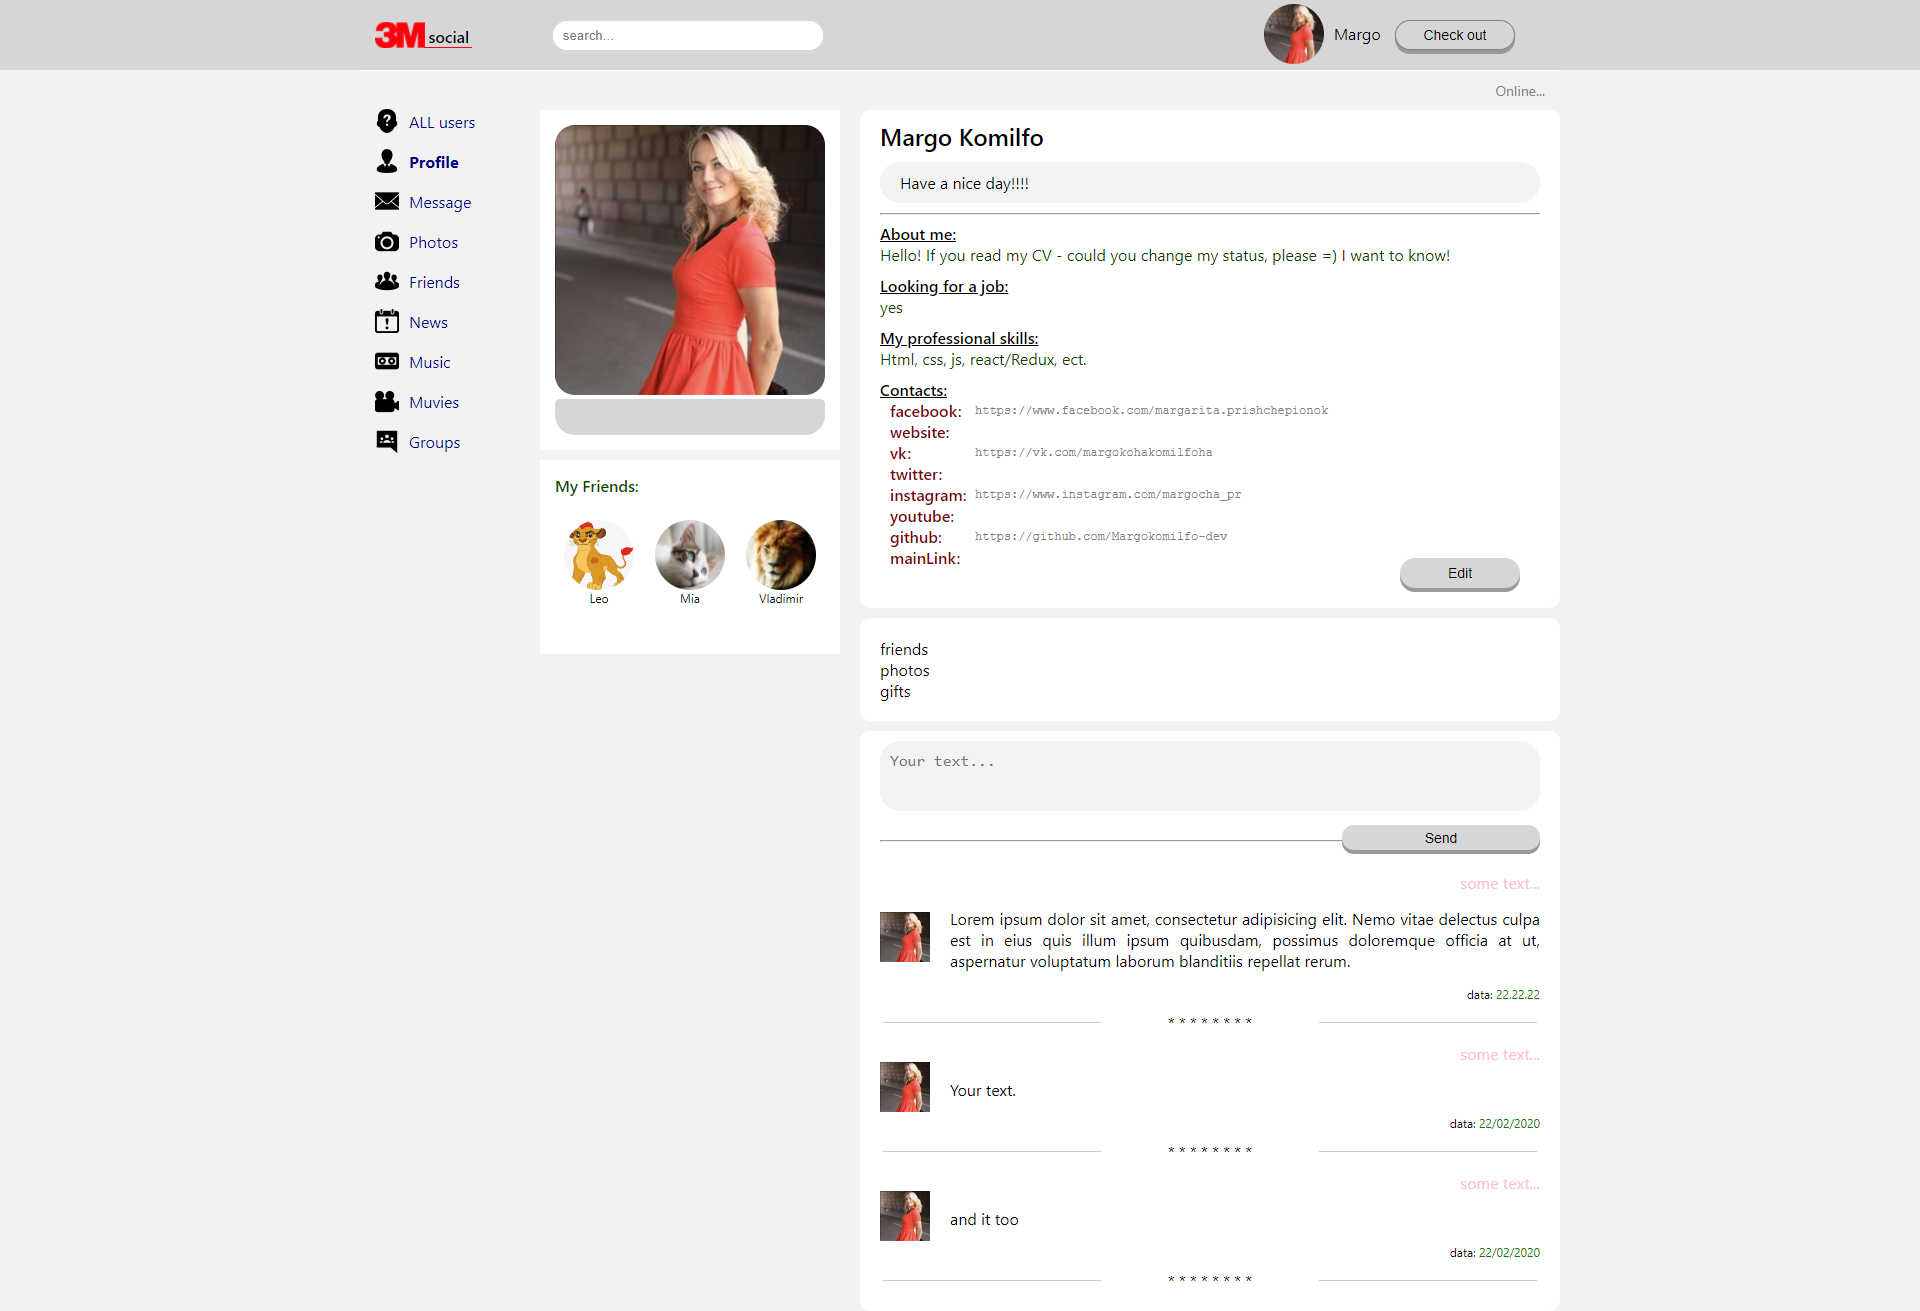 3M social
search...
Margo
Check out
Online...
ALL users
Profile
Message
Photos
Friends
News
Music
Muvies
Groups
My Friends:
Leo
Mia
Vladimir
Margo Komilfo
Have a nice day!!!!
About me:
Hello! If you read my CV - could you change my status, please =) I want to know!
Looking for a job:
yes
My professional skills:
Html, css, js, react/Redux, ect.
Contacts:
facebook: https://www.facebook.com/margarita.prishchepionok
website:
vk: https://vk.com/margokohakomilfoha
twitter:
instagram: https://www.instagram.com/margocha_pr
youtube:
github: https://github.com/Margokomilfo-dev
mainLink:
Edit
friends
photos
gifts
Your text...
Send
some text...
Lorem ipsum dolor sit amet, consectetur adipisicing elit. Nemo vitae delectus culpa
est in eius quis illum ipsum quibusdam, possimus doloremque officia at ut,
aspernatur voluptatum laborum blanditiis repellat rerum.
data: 22.22.22
* * * * * * * *
some text...
Your text.
data: 22/02/2020
* * * * * * * *
some text...
and it too
data: 22/02/2020
* * * * * * * *